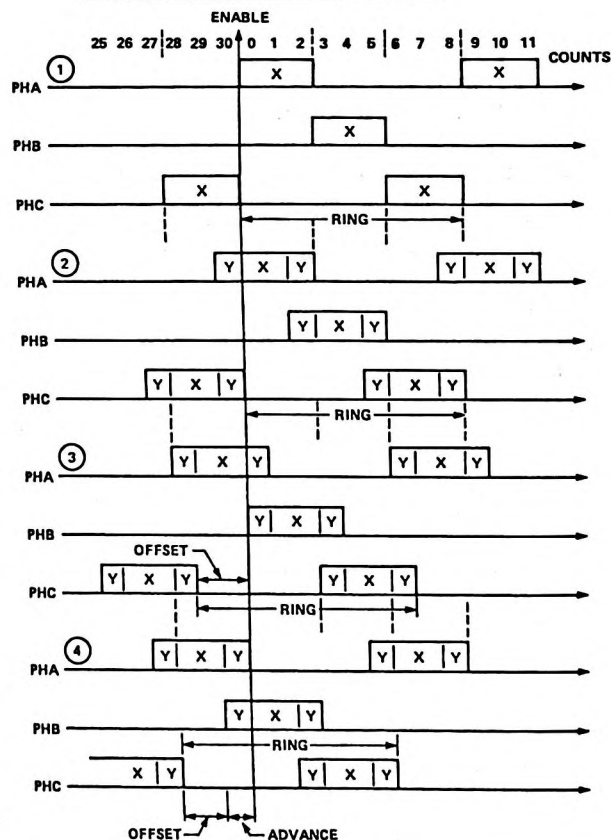 ENABLE
25 26 27 28 29 30 0 1 2 3 4 5 6 7 8 9 10 11
COUNTS
1
PHA X X
PHB X
PHC X X
RING
2
PHA Y X Y Y X Y
PHB Y X Y
PHC Y X Y Y X Y
RING
3
PHA Y X Y Y X Y
PHB Y X Y
OFFSET
PHC Y X Y Y X Y
RING
4
PHA Y X Y Y X Y
PHB Y X Y
RING
PHC X Y Y X Y
OFFSET ADVANCE